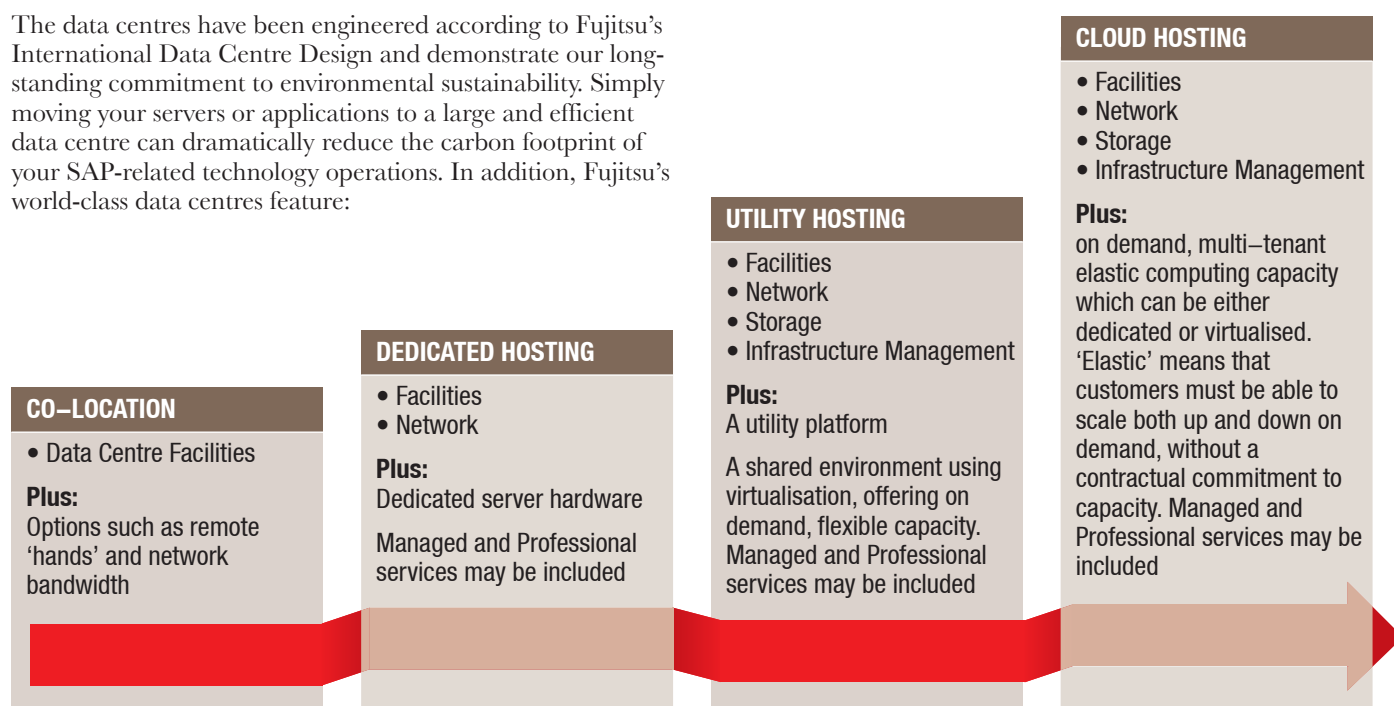 The data centres have been engineered according to Fujitsu’s
International Data Centre Design and demonstrate our long-
standing commitment to environmental sustainability. Simply
moving your servers or applications to a large and efficient
data centre can dramatically reduce the carbon footprint of
your SAP-related technology operations. In addition, Fujitsu’s
world-class data centres feature:
CO–LOCATION
• Data Centre Facilities
Plus:
Options such as remote
‘hands’ and network
bandwidth
DEDICATED HOSTING
• Facilities
• Network
Plus:
Dedicated server hardware
Managed and Professional
services may be included
UTILITY HOSTING
• Facilities
• Network
• Storage
• Infrastructure Management
Plus:
A utility platform
A shared environment using
virtualisation, offering on
demand, flexible capacity.
Managed and Professional
services may be included
CLOUD HOSTING
• Facilities
• Network
• Storage
• Infrastructure Management
Plus:
on demand, multi–tenant
elastic computing capacity
which can be either
dedicated or virtualised.
‘Elastic’ means that
customers must be able to
scale both up and down on
demand, without a
contractual commitment to
capacity. Managed and
Professional services may be
included